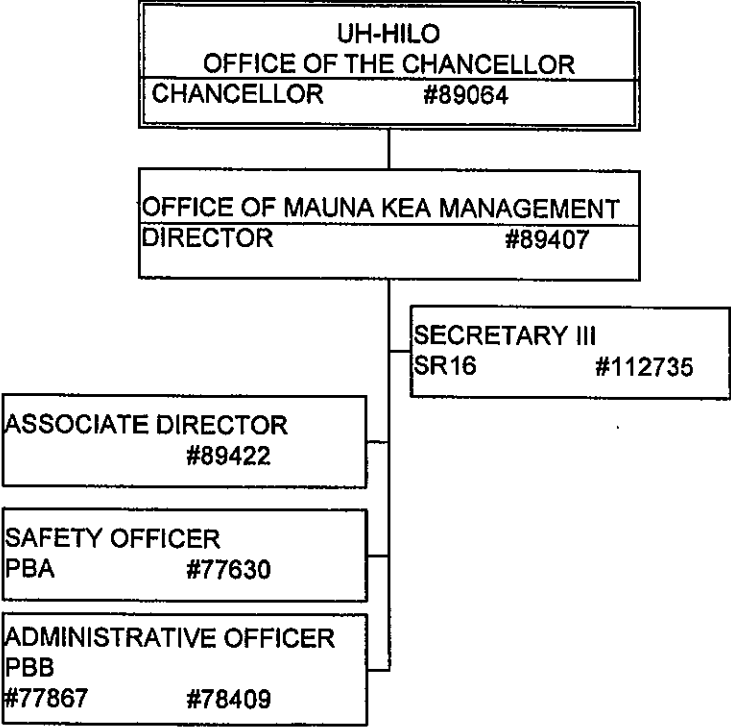 UH-HILO
OFFICE OF THE CHANCELLOR
CHANCELLOR #89064
OFFICE OF MAUNA KEA MANAGEMENT
DIRECTOR #89407
SECRETARY III
SR16 #112735
ASSOCIATE DIRECTOR
#89422
SAFETY OFFICER
PBA #77630
ADMINISTRATIVE OFFICER
PBB
#77867 #78409